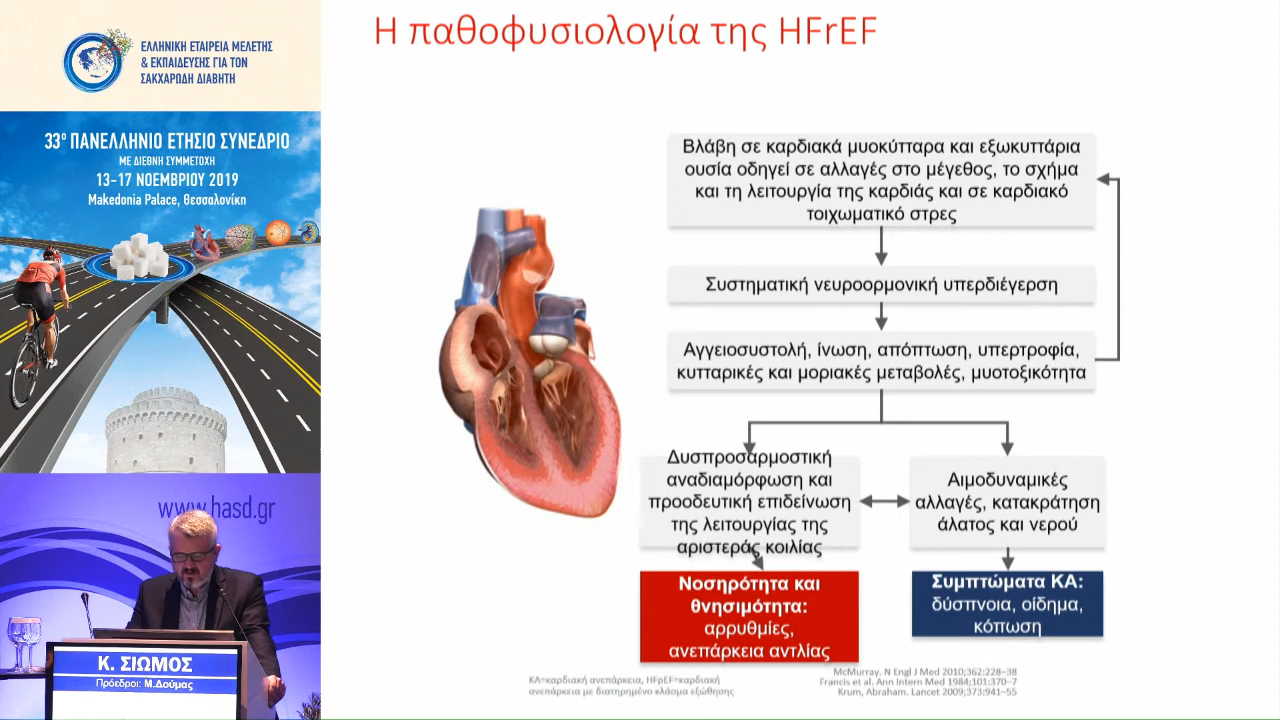 ΕΛΛΗΝΙΚΗ ΕΤΑΙΡΕΙΑ ΜΕΛΕΤΗΣ
& ΕΚΠΑΙΔΕΥΣΗΣ ΓΙΑ ΤΟΝ
ΣΑΚΧΑΡΩΔΗ ΔΙΑΒΗΤΗ
33ο ΠΑΝΕΛΛΗΝΙΟ ΕΤΗΣΙΟ ΣΥΝΕΔΡΙΟ
ΜΕ ΔΙΕΘΝΗ ΣΥΜΜΕΤΟΧΗ
13-17 ΝΟΕΜΒΡΙΟΥ 2019
Makedonia Palace, Θεσσαλονίκη
www.hasd.gr
Κ. ΣΙΩΜΟΣ
Πρόεδροι: Μ.Δούμας
Η παθοφυσιολογία της HFrEF
Βλάβη σε καρδιακά μυοκύτταρα και εξωκυττάρια
ουσία οδηγεί σε αλλαγές στο μέγεθος, το σχήμα
και τη λειτουργία της καρδιάς και σε καρδιακό
τοιχωματικό στρες
Συστηματική νευροορμονική υπερδιέγερση
Αγγειοσυστολή, ίνωση, απόπτωση, υπερτροφία,
κυτταρικές και μοριακές μεταβολές, μυοτοξικότητα
Δυσπροσαρμοστική
αναδιαμόρφωση και
προοδευτική επιδείνωση
της λειτουργίας της
αριστεράς κοιλίας
Αιμοδυναμικές
αλλαγές, κατακράτηση
άλατος και νερού
Νοσηρότητα και
θνησιμότητα:
αρρυθμίες,
ανεπάρκεια αντλίας
Συμπτώματα ΚΑ:
δύσπνοια, οίδημα,
κόπωση
ΚΑ=καρδιακή ανεπάρκεια, HFpEF=καρδιακή
ανεπάρκεια με διατηρημένο κλάσμα εξώθησης
McMurray. N Engl J Med 2010;362:228–38
Francis et al. Ann Intern Med 1984;101:370–7
Krum, Abraham. Lancet 2009;373:941–55